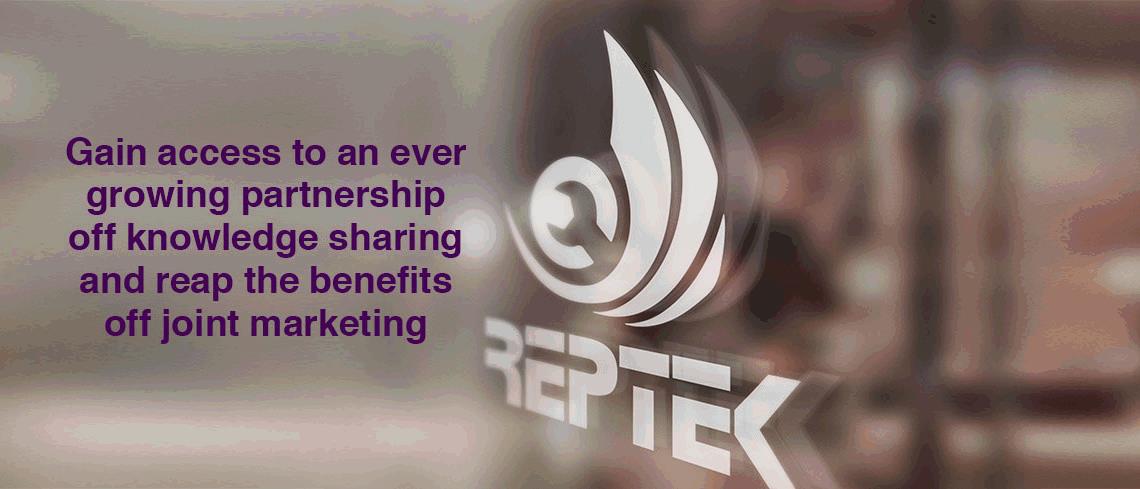 Gain access to an ever
growing partnership
off knowledge sharing
and reap the benefits
off joint marketing
REPTEK